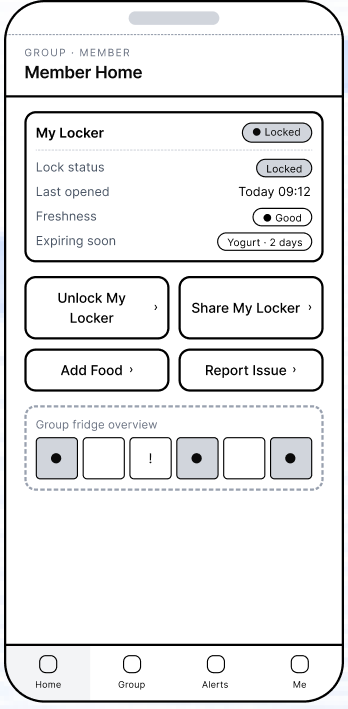 GROUP · MEMBER
Member Home
My Locker
● Locked
Lock status
Locked
Last opened
Today 09:12
Freshness
● Good
Expiring soon
Yogurt · 2 days
Unlock My
Locker ›
Share My Locker ›
Add Food ›
Report Issue ›
Group fridge overview
● ! ● ●
Home
Group
Alerts
Me